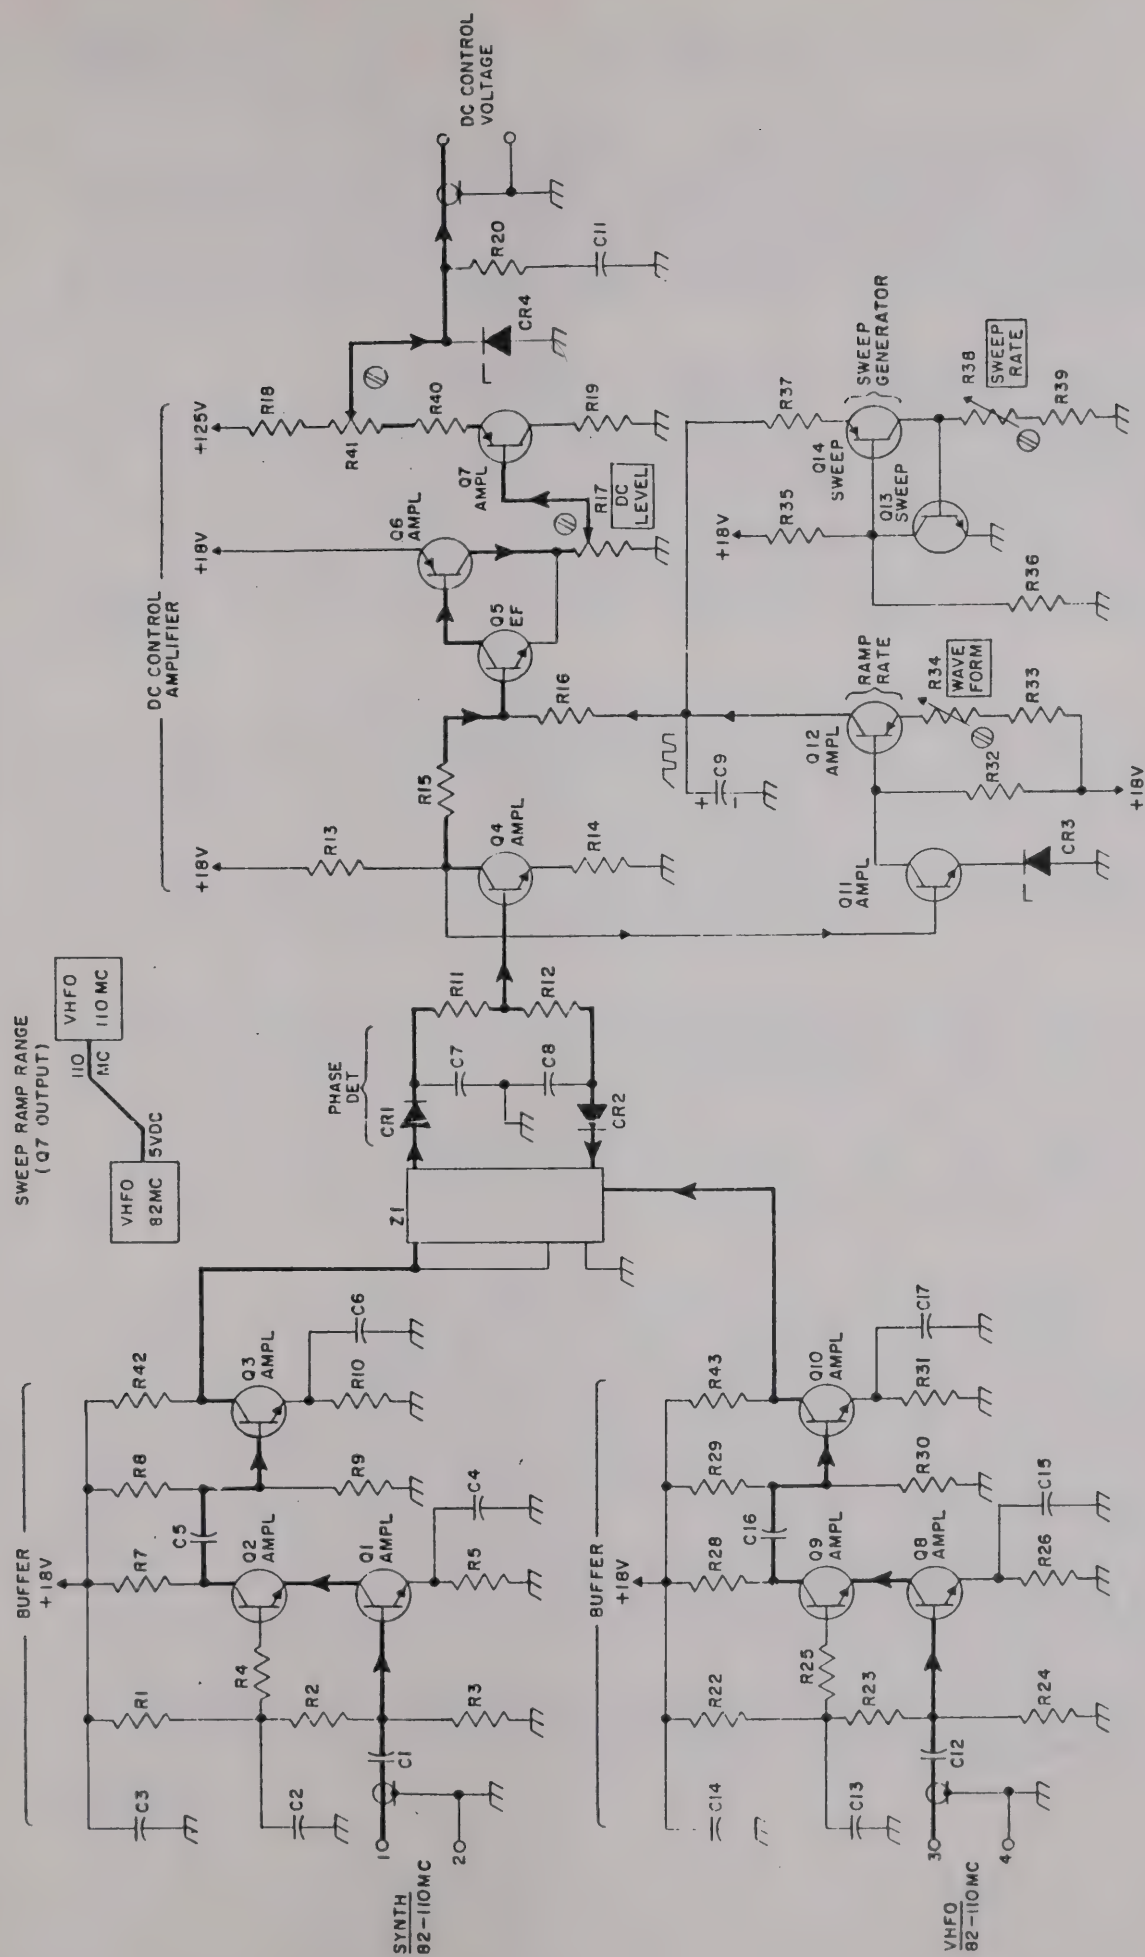 SWEEP RAMP RANGE
(Q7 OUTPUT)
VHFO
82MC
5VDC
110
MC
VHFO
110 MC
BUFFER
+18V
C3
R1
R7
R8
R42
C5
Q3
AMPL
C6
R10
Q2
AMPL
R4
R9
C2
R2
Q1
AMPL
C4
R5
R3
C1
1
2
SYNTH
82-110MC
BUFFER
+18V
C14
R22
R28
R29
R43
C16
Q10
AMPL
C17
R31
Q9
AMPL
R25
R30
C13
R23
Q8
AMPL
C15
R26
R24
C12
3
4
VHFO
82-110MC
Z1
PHASE
DET
CR1
C7
C8
CR2
R11
R12
DC CONTROL
AMPLIFIER
+18V
R13
Q4
AMPL
R14
R15
R16
Q5
EF
+18V
Q6
AMPL
R17
DC
LEVEL
+125V
R18
R41
R40
Q7
AMPL
R19
CR4
R20
C11
DC CONTROL
VOLTAGE
C9
+
-
Q11
AMPL
CR3
R32
+18V
Q12
AMPL
RAMP
RATE
R34
WAVE
FORM
R33
+18V
R35
R36
R37
Q13
SWEEP
Q14
SWEEP
SWEEP
GENERATOR
R38
SWEEP
RATE
R39